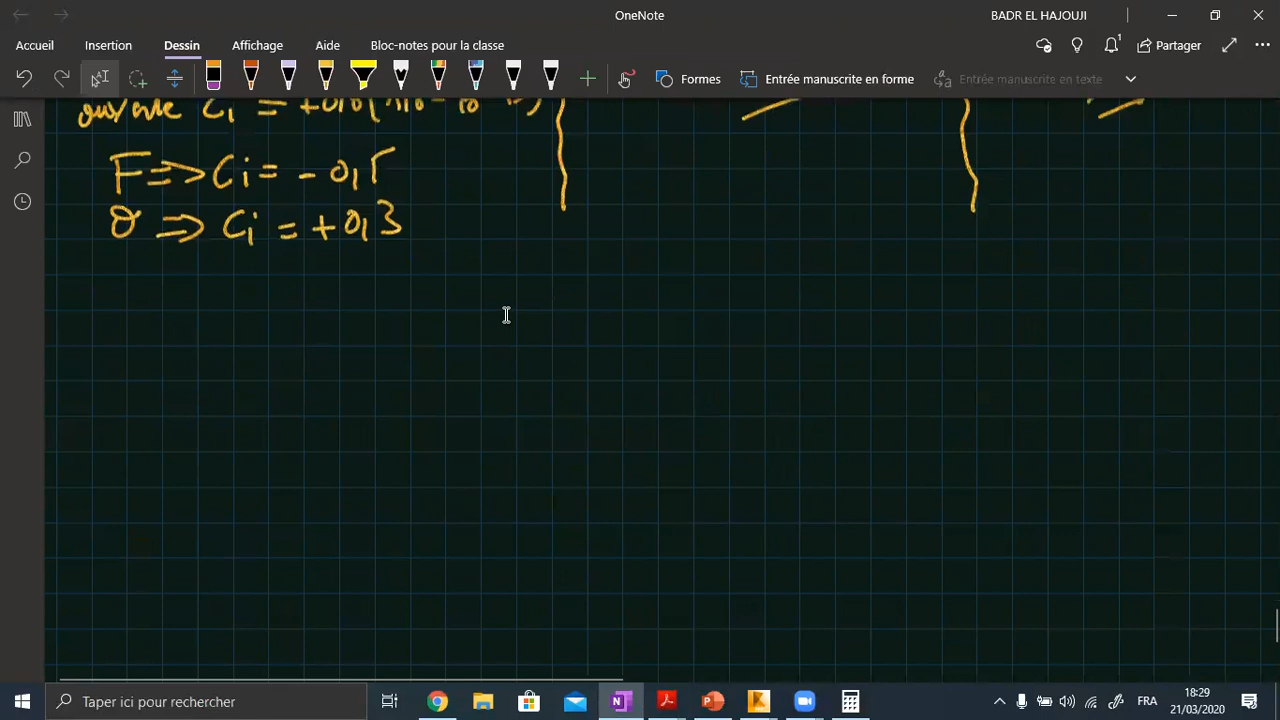 OneNote
BADR EL HAJOUJI
Accueil Insertion Dessin Affichage Aide Bloc-notes pour la classe
Partager
Formes
Entrée manuscrite en forme
Entrée manuscrite en texte
ouverte Ci =
F => Ci = - 0,5
O => Ci = + 0,3
Taper ici pour rechercher
FRA
18:29
21/03/2020